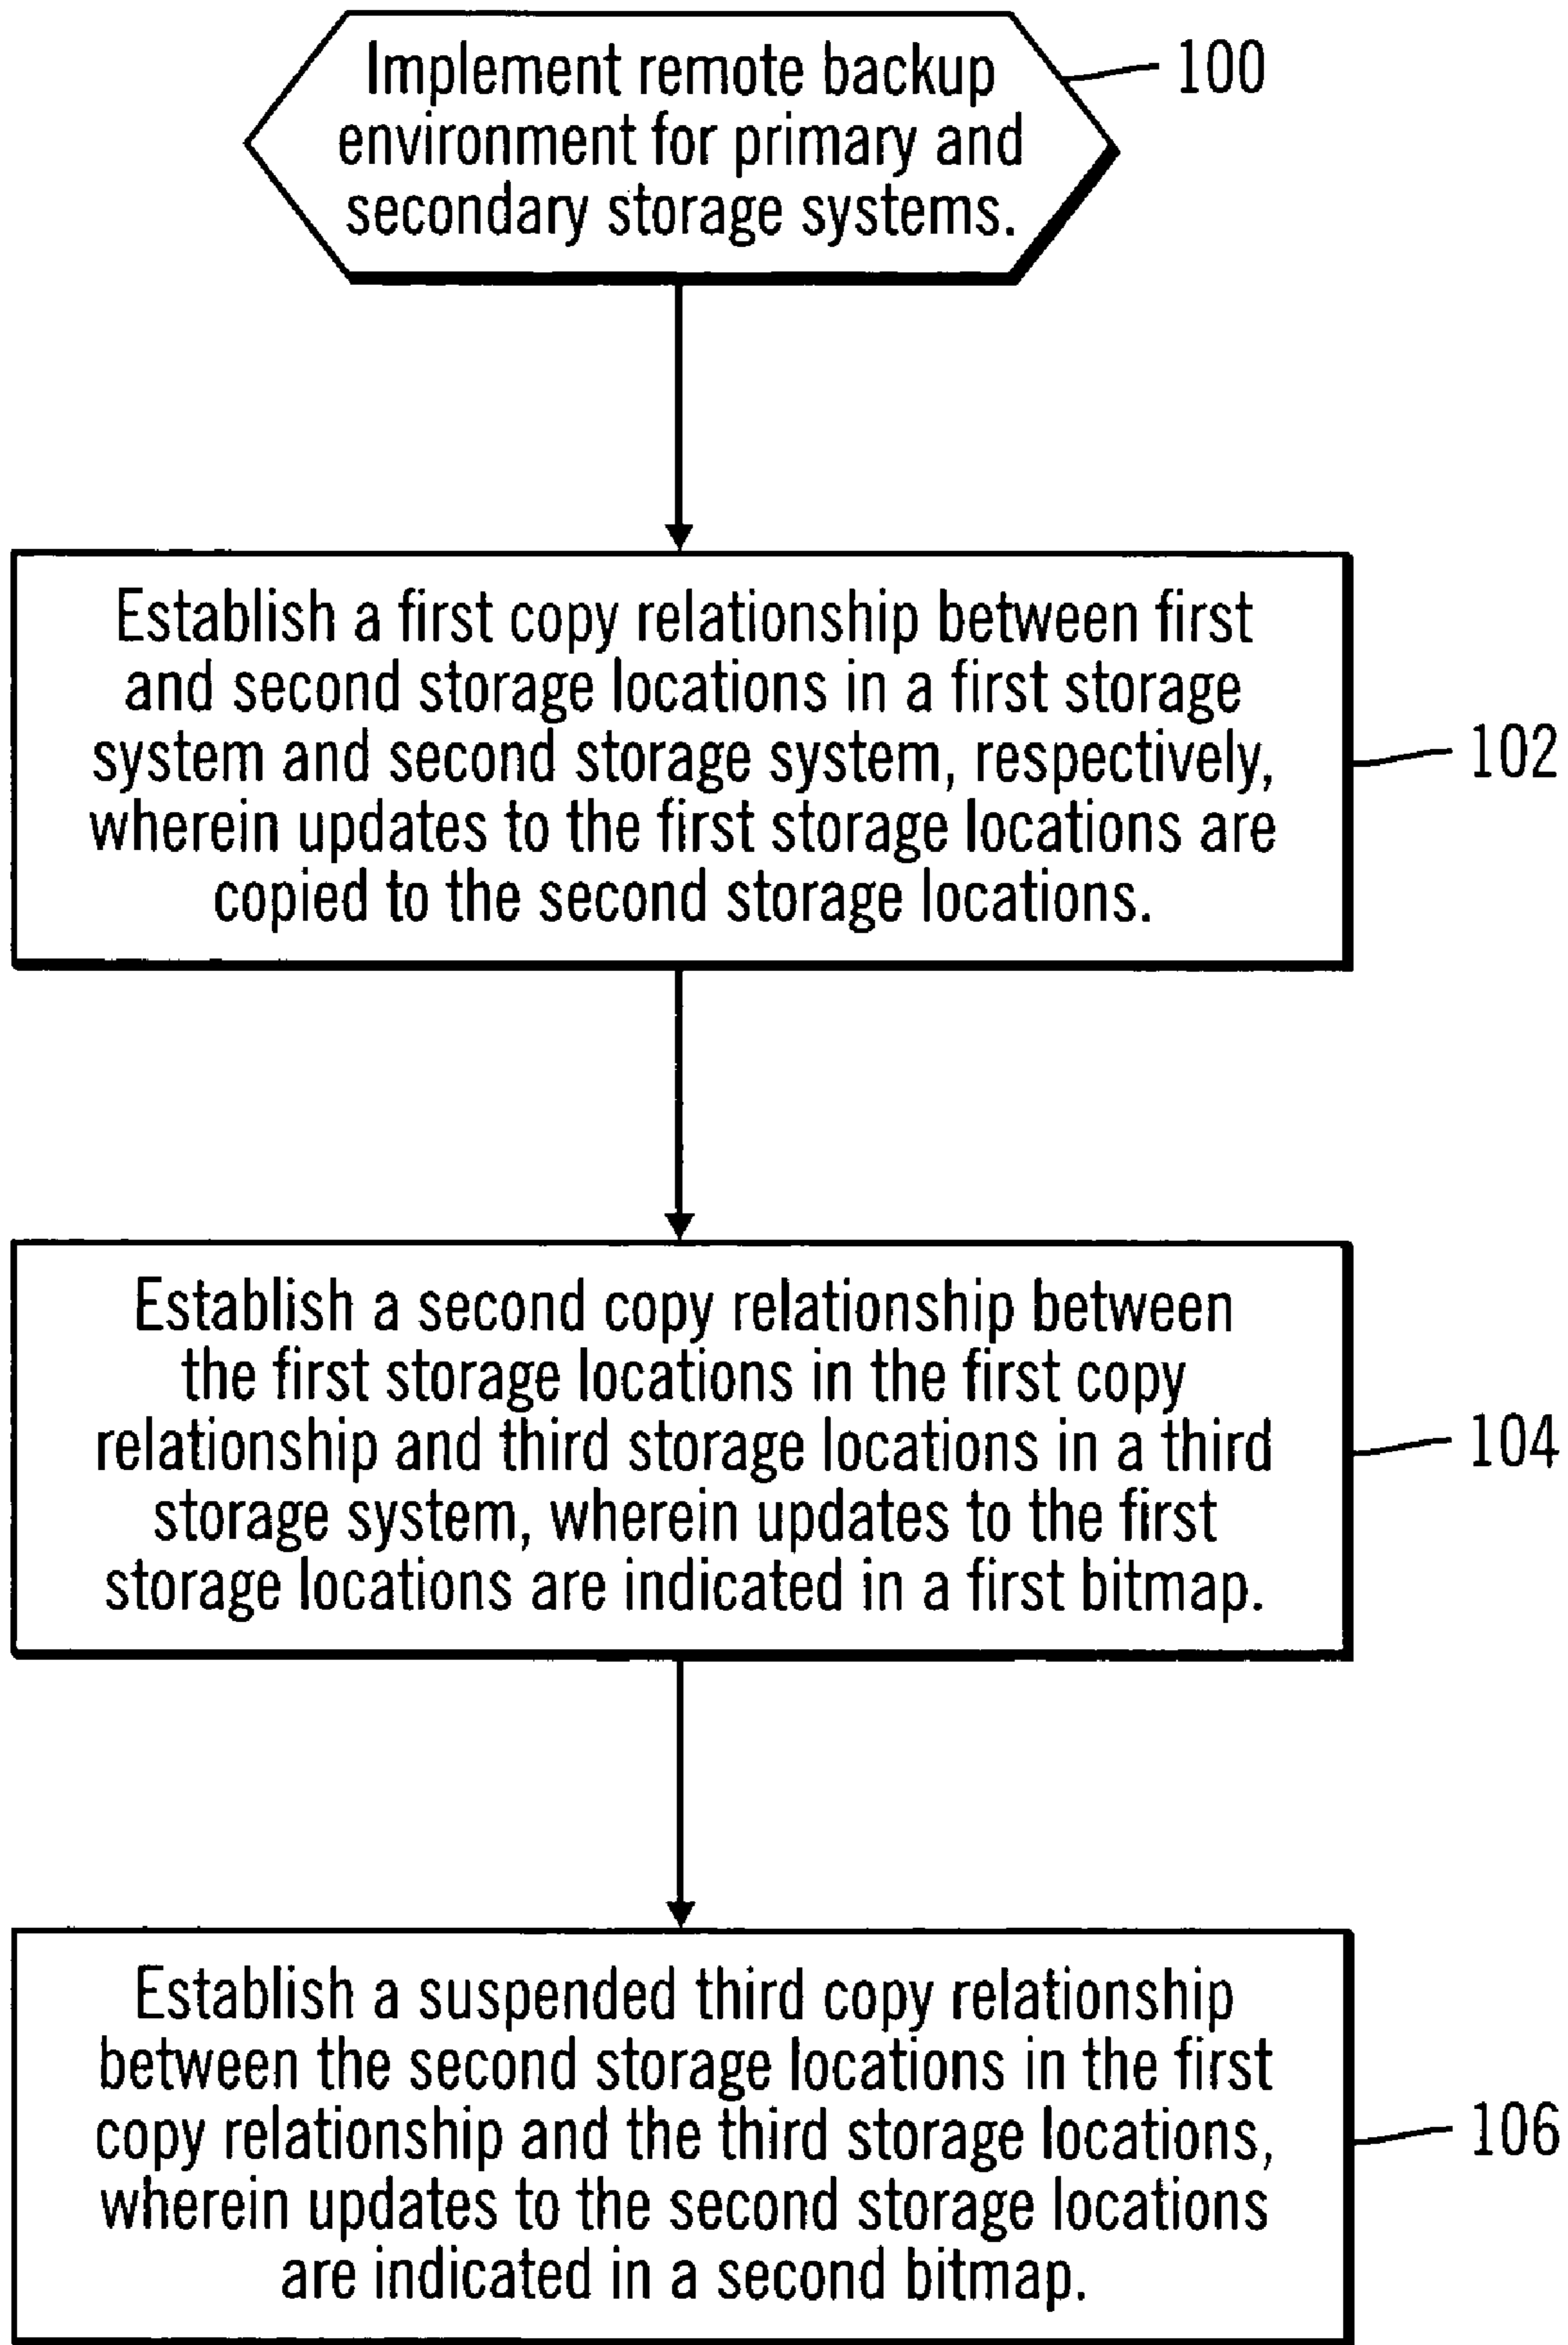 Implement remote backup
environment for primary and
secondary storage systems.
100
Establish a first copy relationship between first
and second storage locations in a first storage
system and second storage system, respectively,
wherein updates to the first storage locations are
copied to the second storage locations.
102
Establish a second copy relationship between
the first storage locations in the first copy
relationship and third storage locations in a third
storage system, wherein updates to the first
storage locations are indicated in a first bitmap.
104
Establish a suspended third copy relationship
between the second storage locations in the first
copy relationship and the third storage locations,
wherein updates to the second storage locations
are indicated in a second bitmap.
106